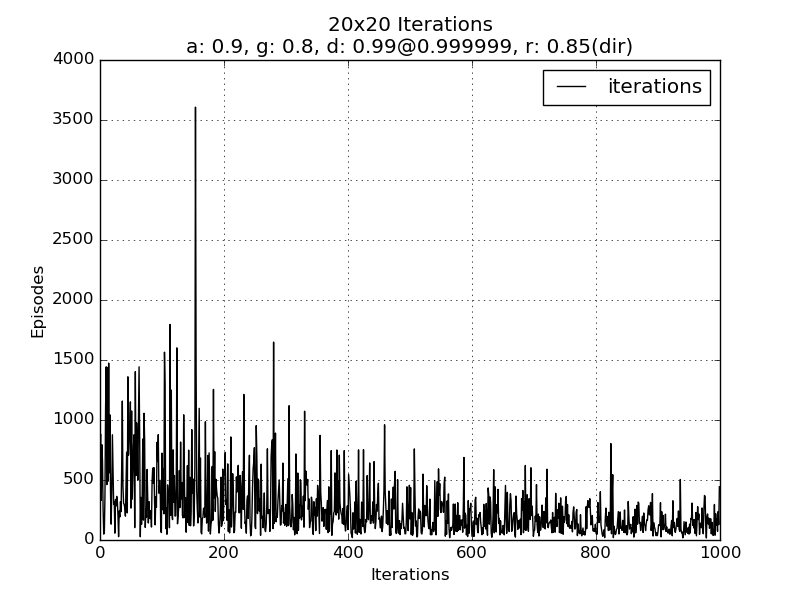 20x20 Iterations
a: 0.9, g: 0.8, d: 0.99@0.999999, r: 0.85(dir)
4000
iterations
3500
3000
2500
Episodes
2000
1500
1000
500
0
0 200 400 600 800 1000
Iterations